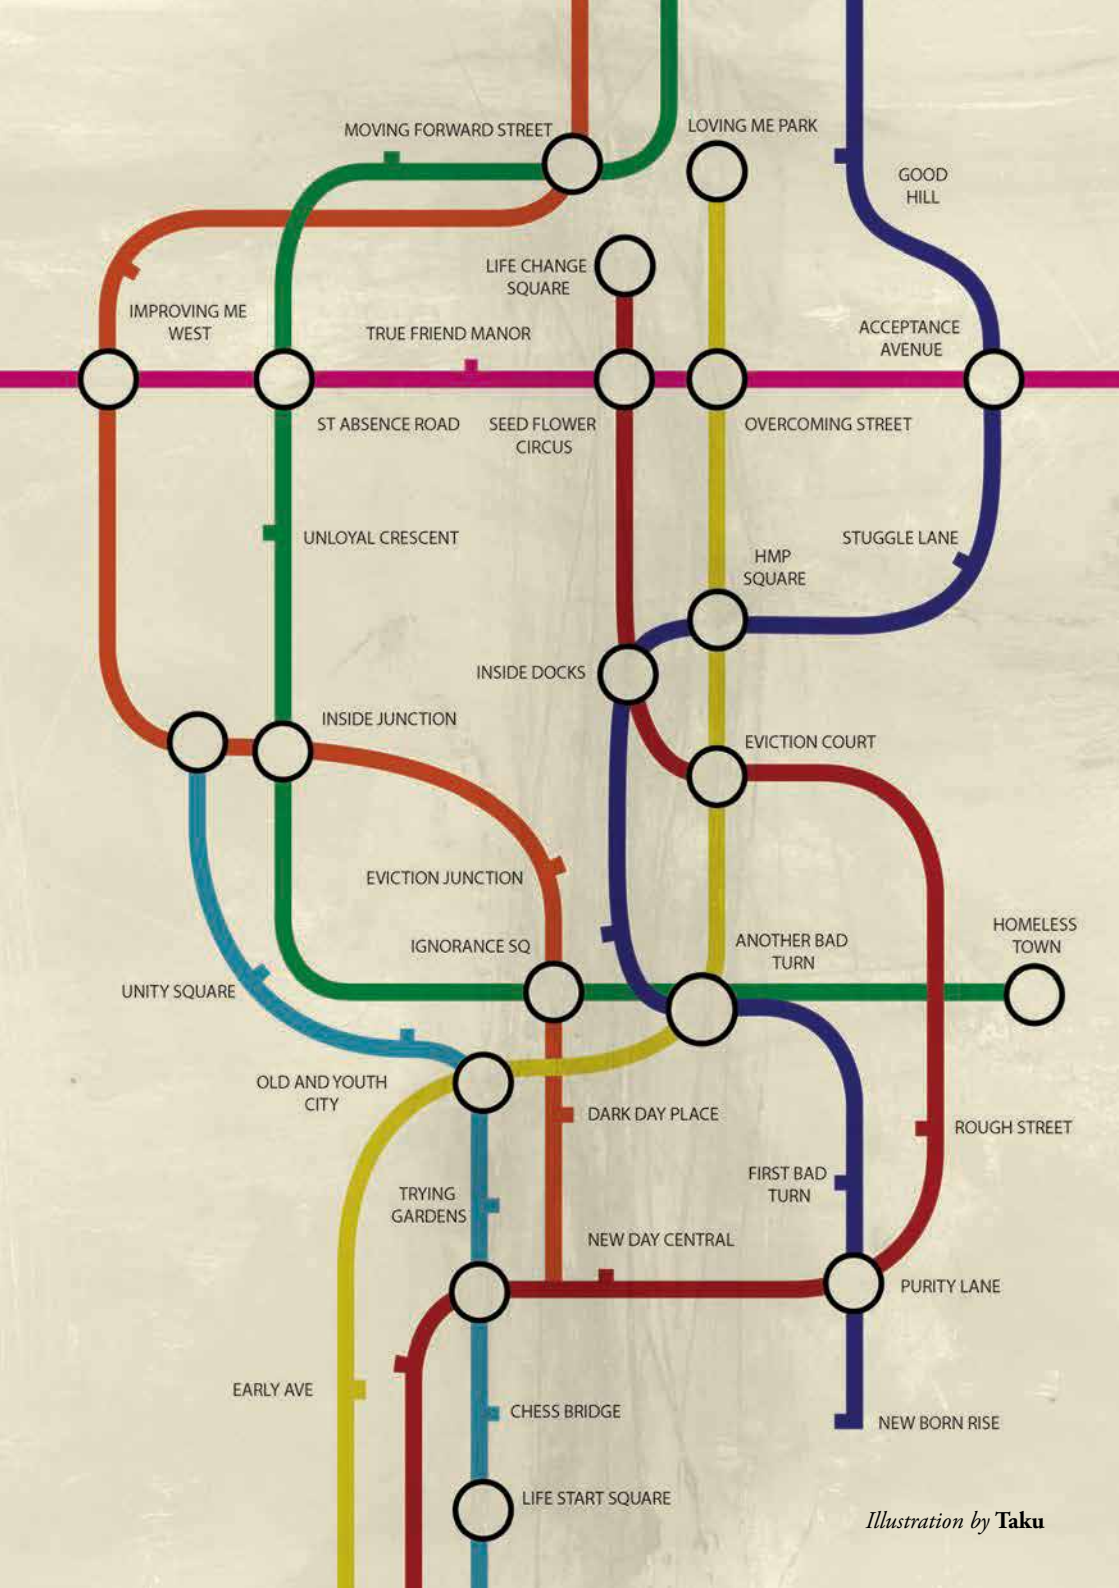 LOVING ME PARK
MOVING FORWARD STREET
GOOD
HILL
LIFE CHANGE
SQUARE
IMPROVING ME
WEST
TRUE FRIEND MANOR
ACCEPTANCE
AVENUE
ST ABSENCE ROAD
SEED FLOWER
CIRCUS
OVERCOMING STREET
UNLOYAL CRESCENT
STUGGLE LANE
HMP
SQUARE
INSIDE DOCKS
INSIDE JUNCTION
EVICTION COURT
EVICTION JUNCTION
HOMELESS
TOWN
IGNORANCE SQ
ANOTHER BAD
TURN
UNITY SQUARE
OLD AND YOUTH
CITY
DARK DAY PLACE
ROUGH STREET
FIRST BAD
TURN
TRYING
GARDENS
NEW DAY CENTRAL
PURITY LANE
EARLY AVE
CHESS BRIDGE
NEW BORN RISE
LIFE START SQUARE
Illustration by Taku